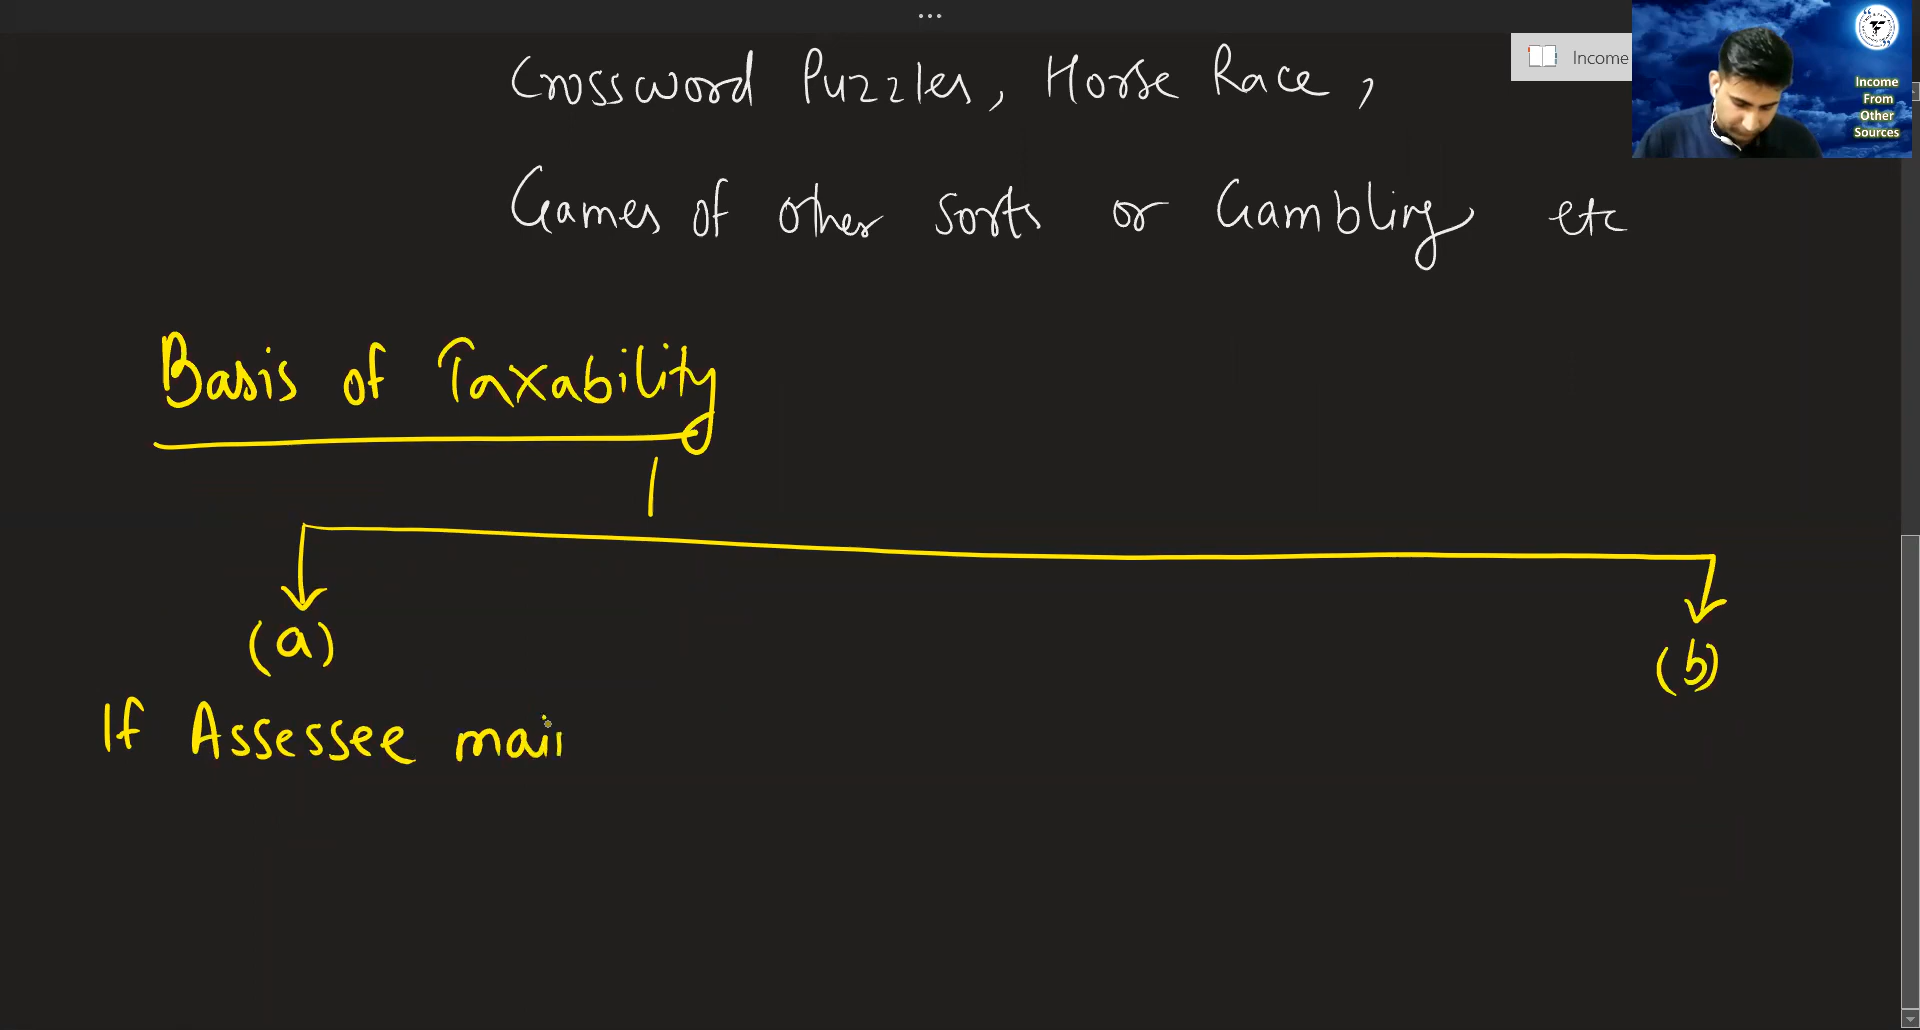 ...
Crossword Puzzles, Horse Race,
Income
Income
From
Other
Sources
Games of other sorts or Gambling etc
Basis of Taxability
(a)
(b)
If Assessee mai